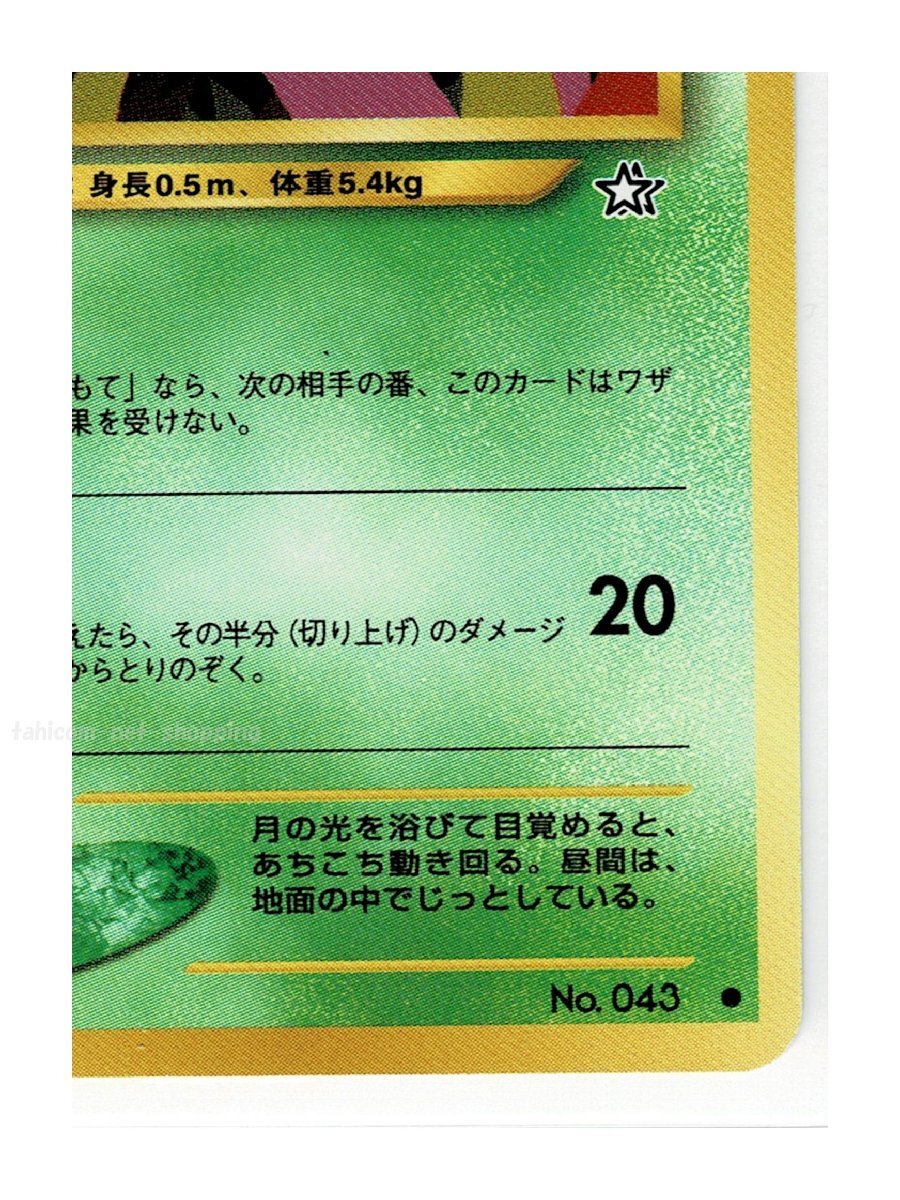 身長0.5m、体重5.4kg
もて」なら、次の相手の番、このカードはワザ
果を受けない。
えたら、その半分(切り上げ)のダメージ
20
からとりのぞく。
tahicom net shopping
月の光を浴びて目覚めると、
あちこち動き回る。昼間は、
地面の中でじっとしている。
No. 043 ●